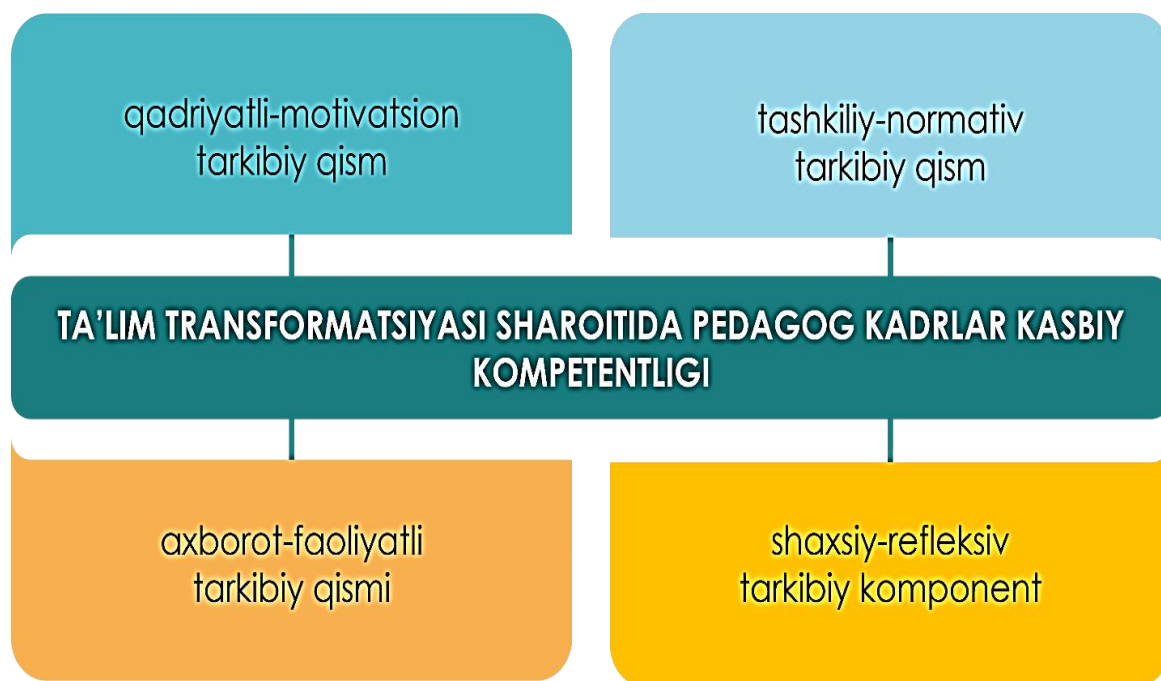 qadriyatli-motivatsion
tarkibiy qism
tashkiliy-normativ
tarkibiy qism
TA’LIM TRANSFORMATSIYASI SHAROITIDA PEDAGOG KADRLAR KASBIY
KOMPETENTLIGI
axborot-faoliyatli
tarkibiy qismi
shaxsiy-refleksiv
tarkibiy komponent